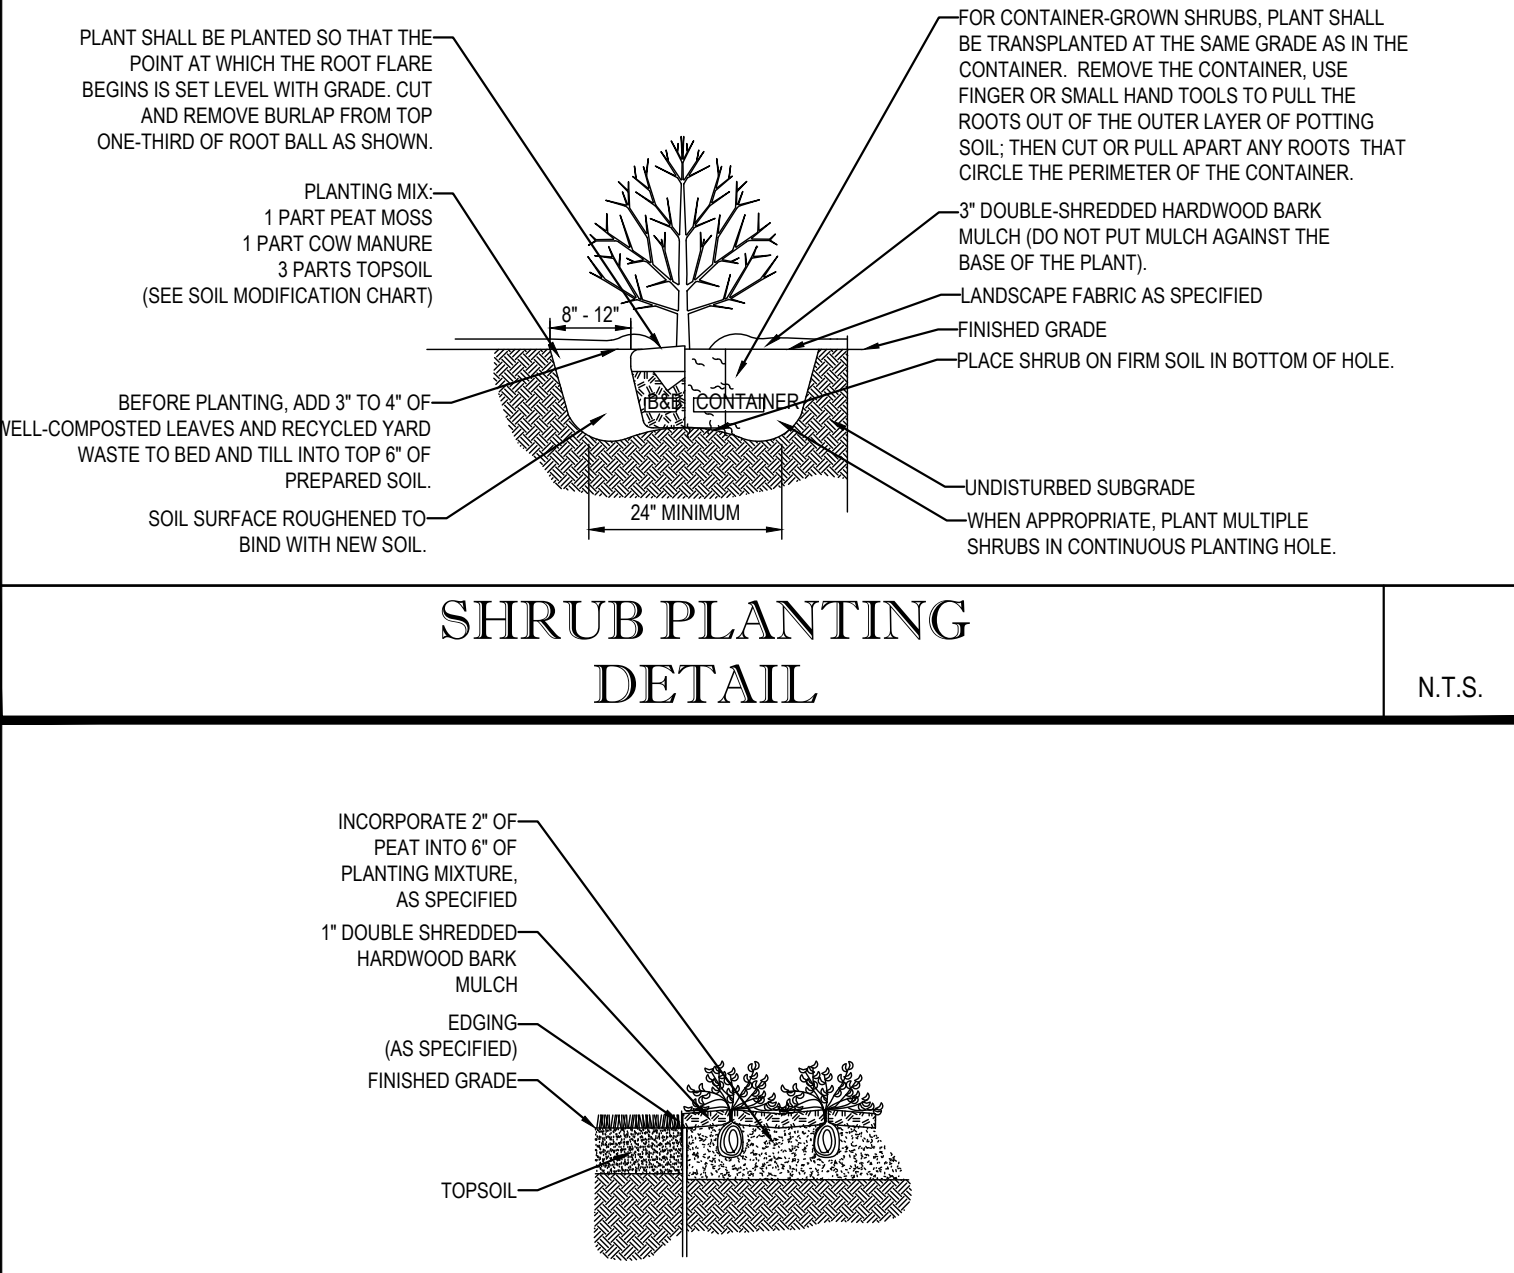 PLANT SHALL BE PLANTED SO THAT THE
POINT AT WHICH THE ROOT FLARE
BEGINS IS SET LEVEL WITH GRADE. CUT
AND REMOVE BURLAP FROM TOP
ONE-THIRD OF ROOT BALL AS SHOWN.
PLANTING MIX:
1 PART PEAT MOSS
1 PART COW MANURE
3 PARTS TOPSOIL
(SEE SOIL MODIFICATION CHART)
8" - 12"
BEFORE PLANTING, ADD 3" TO 4" OF
WELL-COMPOSTED LEAVES AND RECYCLED YARD
WASTE TO BED AND TILL INTO TOP 6" OF
PREPARED SOIL.
SOIL SURFACE ROUGHENED TO
BIND WITH NEW SOIL.
B&B
CONTAINER
24" MINIMUM
FOR CONTAINER-GROWN SHRUBS, PLANT SHALL
BE TRANSPLANTED AT THE SAME GRADE AS IN THE
CONTAINER. REMOVE THE CONTAINER, USE
FINGER OR SMALL HAND TOOLS TO PULL THE
ROOTS OUT OF THE OUTER LAYER OF POTTING
SOIL; THEN CUT OR PULL APART ANY ROOTS THAT
CIRCLE THE PERIMETER OF THE CONTAINER.
3" DOUBLE-SHREDDED HARDWOOD BARK
MULCH (DO NOT PUT MULCH AGAINST THE
BASE OF THE PLANT).
LANDSCAPE FABRIC AS SPECIFIED
FINISHED GRADE
PLACE SHRUB ON FIRM SOIL IN BOTTOM OF HOLE.
UNDISTURBED SUBGRADE
WHEN APPROPRIATE, PLANT MULTIPLE
SHRUBS IN CONTINUOUS PLANTING HOLE.
SHRUB PLANTING
DETAIL
N.T.S.
INCORPORATE 2" OF
PEAT INTO 6" OF
PLANTING MIXTURE,
AS SPECIFIED
1" DOUBLE SHREDDED
HARDWOOD BARK
MULCH
EDGING
(AS SPECIFIED)
FINISHED GRADE
TOPSOIL